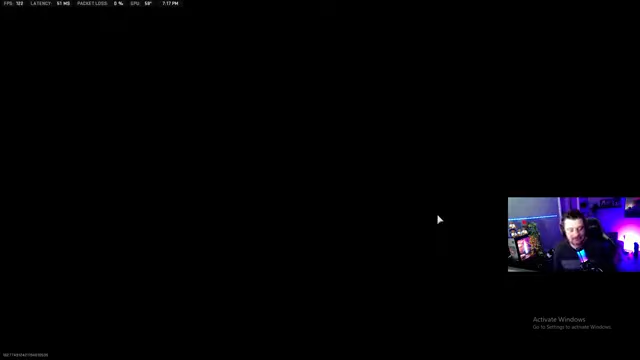 FPS: 122 LATENCY: 51 MS PACKET LOSS: 0 % GPU: 58° 7:17 PM
Activate Windows
Go to Settings to activate Windows.